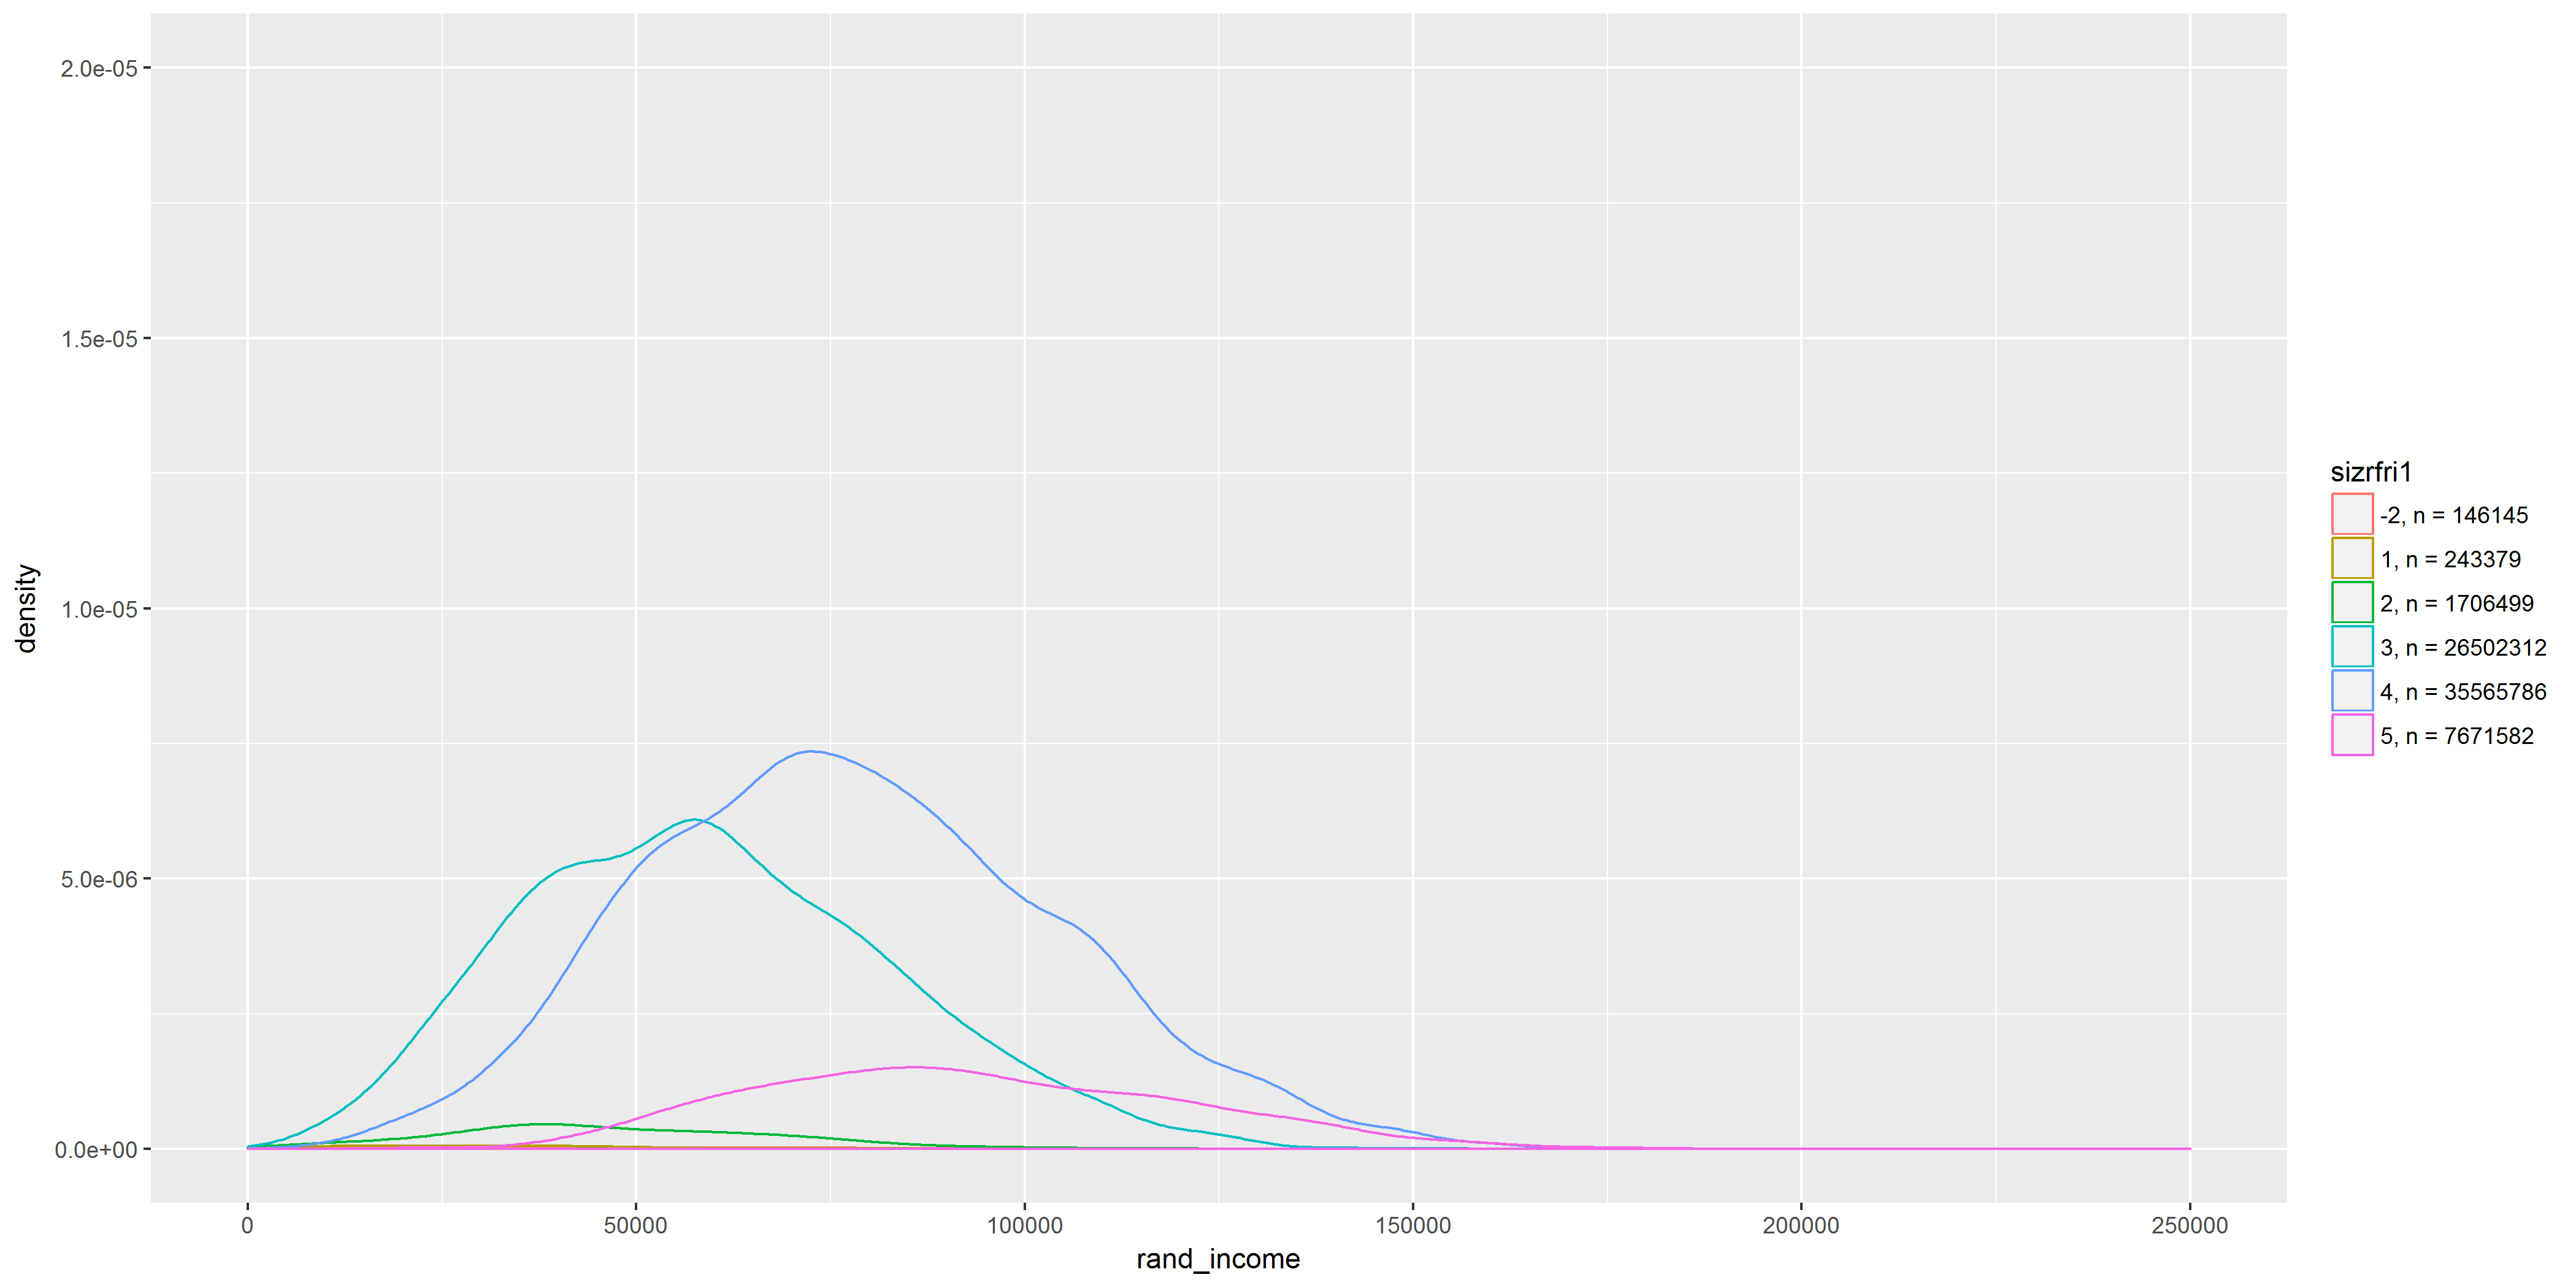 2.0e-05
1.5e-05
1.0e-05
5.0e-06
0.0e+00
density
0 50000 100000 150000 200000 250000
rand_income
sizrfri1
-2, n = 146145
1, n = 243379
2, n = 1706499
3, n = 26502312
4, n = 35565786
5, n = 7671582